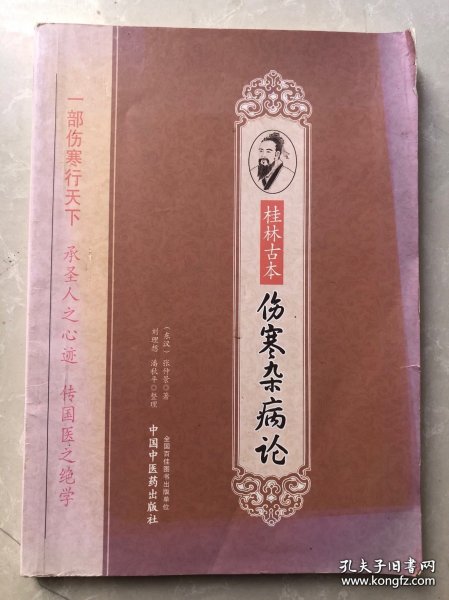 桂林古本
伤寒杂病论
一部伤寒行天下
承圣人之心迹 传国医之绝学
（东汉）张仲景◎著
刘理想 潘秋平◎整理
全国百佳图书出版单位
中国中医药出版社
孔夫子旧书网
www.kongfz.com